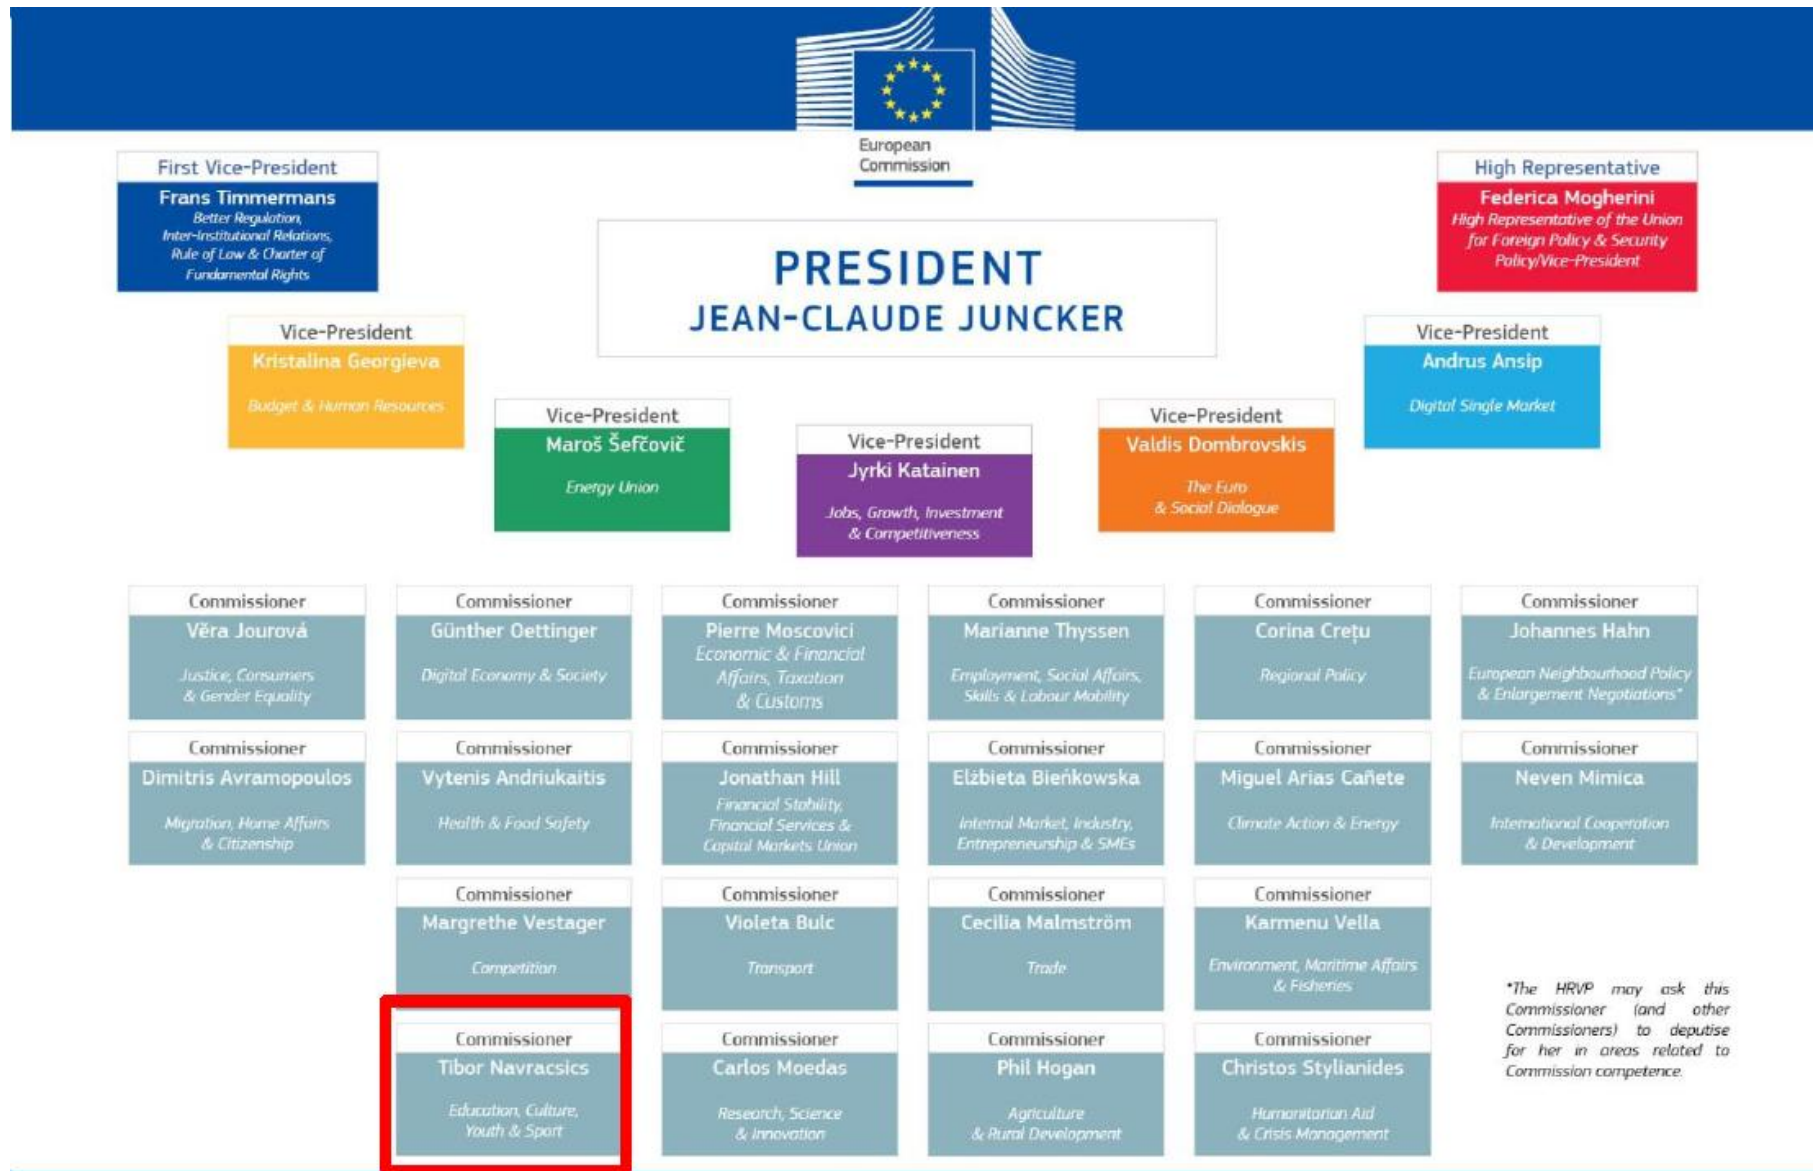 European
Commission
First Vice-President
Frans Timmermans
Better Regulation,
Inter-Institutional Relations,
Rule of Law & Charter of
Fundamental Rights
High Representative
Federica Mogherini
High Representative of the Union
for Foreign Policy & Security
Policy/Vice-President
PRESIDENT
JEAN-CLAUDE JUNCKER
Vice-President
Kristalina Georgieva
Budget & Human Resources
Vice-President
Maroš Šefčovič
Energy Union
Vice-President
Jyrki Katainen
Jobs, Growth, Investment
& Competitiveness
Vice-President
Valdis Dombrovskis
The Euro
& Social Dialogue
Vice-President
Andrus Ansip
Digital Single Market
Commissioner
Věra Jourová
Justice, Consumers
& Gender Equality
Commissioner
Günther Oettinger
Digital Economy & Society
Commissioner
Pierre Moscovici
Economic & Financial
Affairs, Taxation
& Customs
Commissioner
Marianne Thyssen
Employment, Social Affairs,
Skills & Labour Mobility
Commissioner
Corina Crețu
Regional Policy
Commissioner
Johannes Hahn
European Neighbourhood Policy
& Enlargement Negotiations*
Commissioner
Dimitris Avramopoulos
Migration, Home Affairs
& Citizenship
Commissioner
Vytenis Andriukaitis
Health & Food Safety
Commissioner
Jonathan Hill
Financial Stability,
Financial Services &
Capital Markets Union
Commissioner
Elżbieta Bieńkowska
Internal Market, Industry,
Entrepreneurship & SMEs
Commissioner
Miguel Arias Cañete
Climate Action & Energy
Commissioner
Neven Mimica
International Cooperation
& Development
Commissioner
Margrethe Vestager
Competition
Commissioner
Violeta Bulc
Transport
Commissioner
Cecilia Malmström
Trade
Commissioner
Karmenu Vella
Environment, Maritime Affairs
& Fisheries
Commissioner
Tibor Navracsics
Education, Culture,
Youth & Sport
Commissioner
Carlos Moedas
Research, Science
& Innovation
Commissioner
Phil Hogan
Agriculture
& Rural Development
Commissioner
Christos Stylianides
Humanitarian Aid
& Crisis Management
*The HRVP may ask this
Commissioner (and other
Commissioners) to deputise
for her in areas related to
Commission competence.